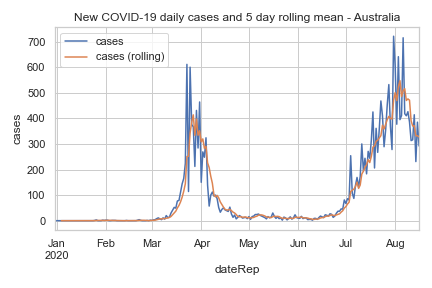 New COVID-19 daily cases and 5 day rolling mean - Australia
cases
cases (rolling)
700
600
500
400
300
200
100
0
cases
Jan Feb Mar Apr May Jun Jul Aug
2020
dateRep